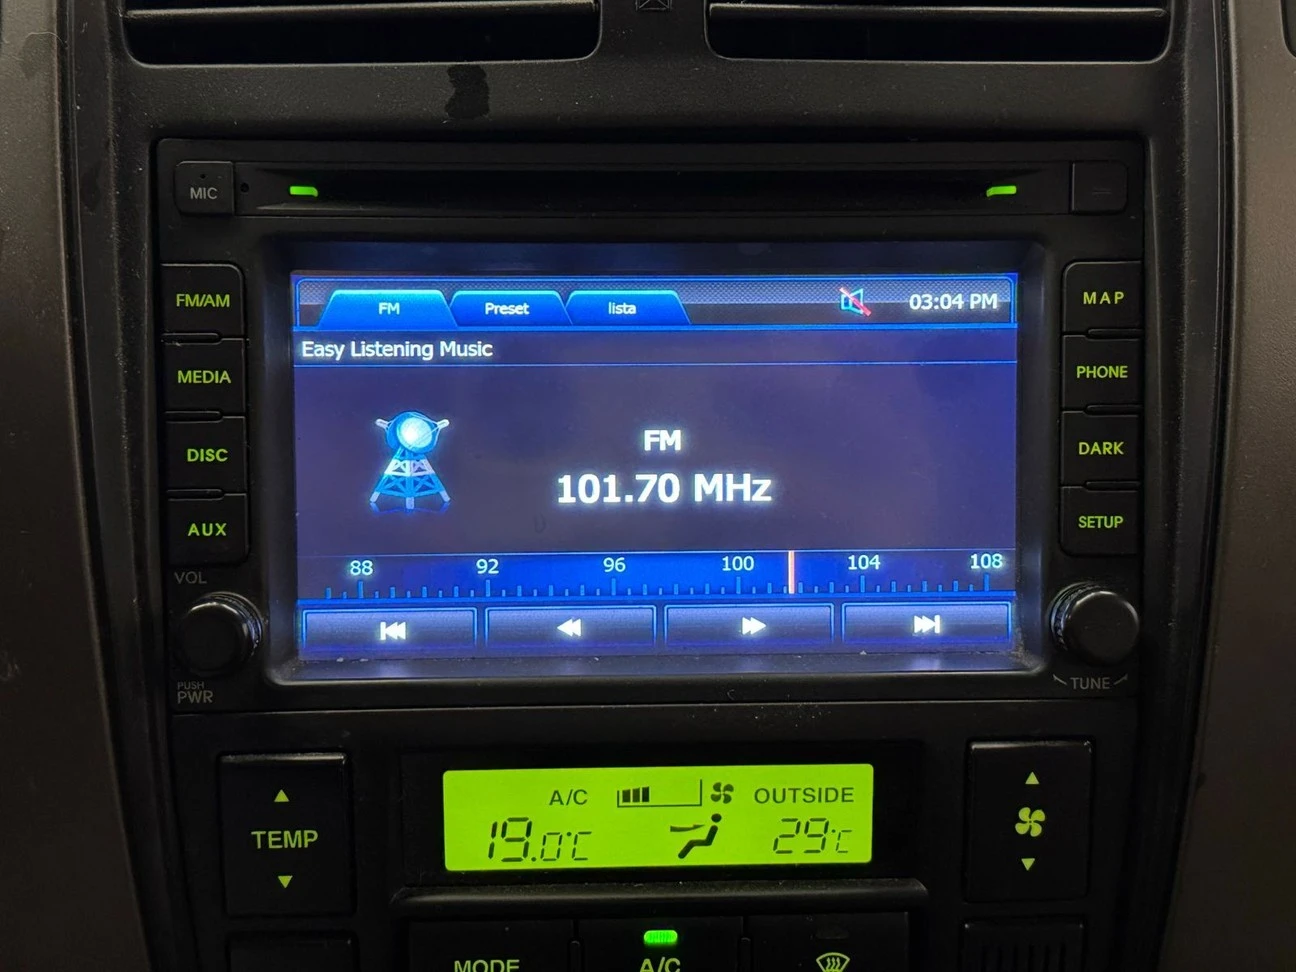 MIC
FM/AM
MEDIA
DISC
AUX
VOL
PUSH
PWR
FM Preset lista 03:04 PM
Easy Listening Music
FM
101.70 MHz
88 92 96 100 104 108
MAP
PHONE
DARK
SETUP
TUNE
TEMP
A/C OUTSIDE
19.0°C 29°C
MODE A/C